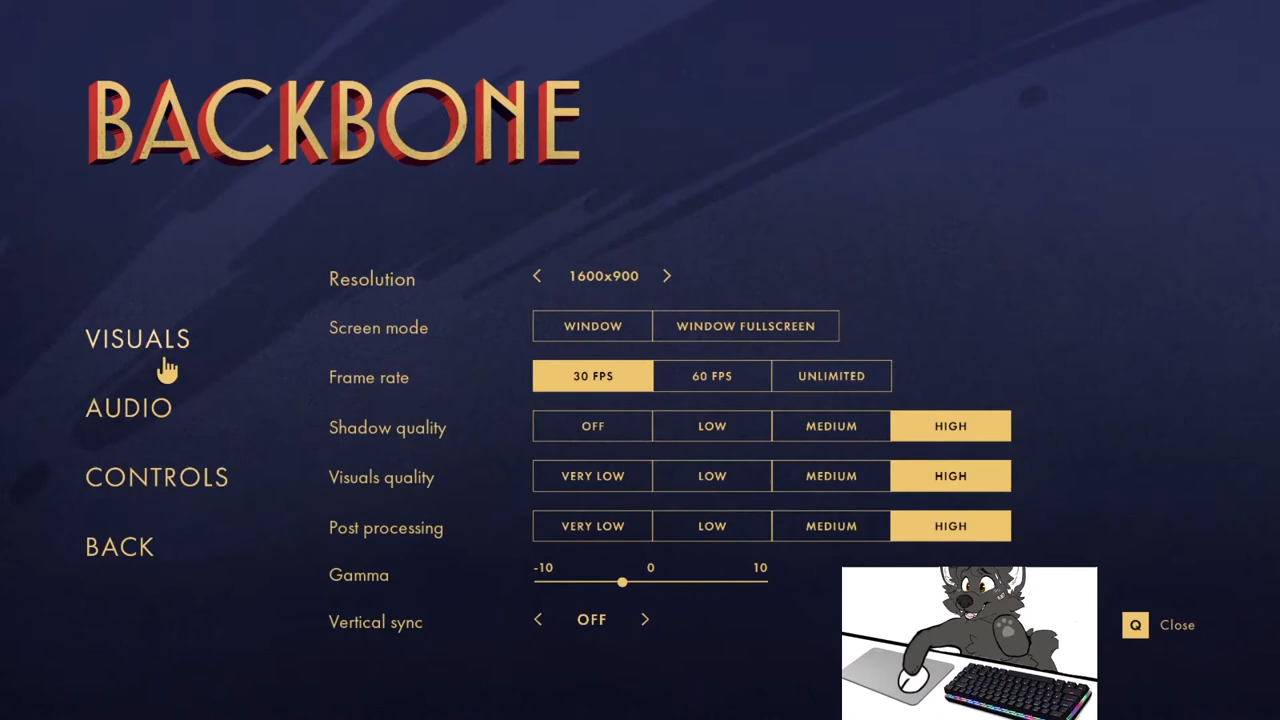 BACKBONE
VISUALS
AUDIO
CONTROLS
BACK
Resolution 1600x900
Screen mode WINDOW WINDOW FULLSCREEN
Frame rate 30 FPS 60 FPS UNLIMITED
Shadow quality OFF LOW MEDIUM HIGH
Visuals quality VERY LOW LOW MEDIUM HIGH
Post processing VERY LOW LOW MEDIUM HIGH
Gamma -10 0 10
Vertical sync OFF
Q Close